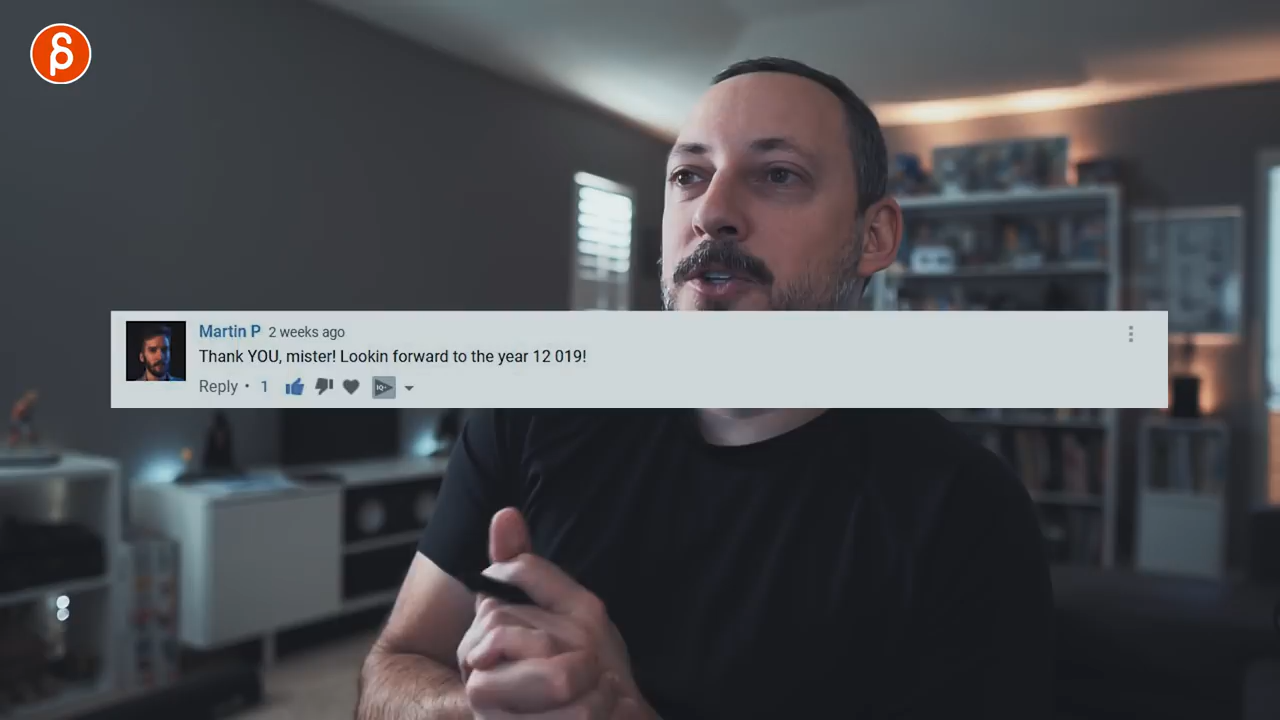 Martin P 2 weeks ago
Thank YOU, mister! Lookin forward to the year 12 019!
Reply • 1